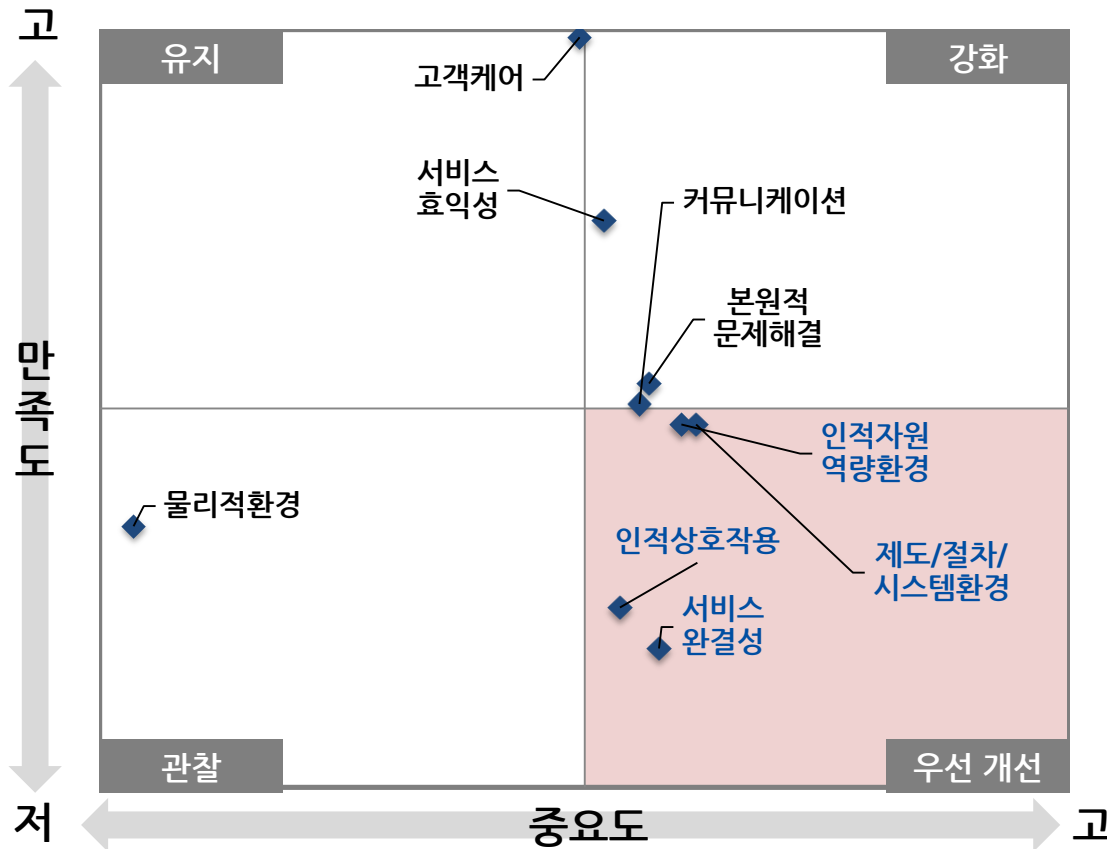 고
유지
강화
고객케어
서비스
효익성
커뮤니케이션
본원적
문제해결
만
족
도
인적자원
역량환경
물리적환경
인적상호작용
제도/절차/
시스템환경
서비스
완결성
관찰
우선 개선
저
중요도
고